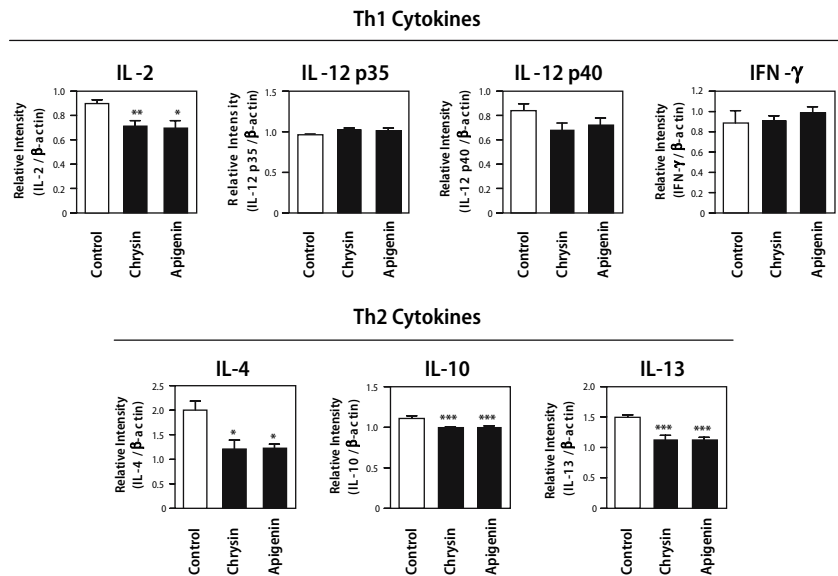 Th1 Cytokines
IL -2
Relative Intensity
(IL -2 / β-actin)
1.0
0.8
0.6
0.4
0.2
0
**
*
Control
Chrysin
Apigenin
IL -12 p35
Relative Intensity
(IL-12 p35 / β-actin)
1.5
1.0
0.5
0
Control
Chrysin
Apigenin
IL -12 p40
Relative Intensity
(IL-12 p40 / β-actin)
1.0
0.8
0.6
0.4
0.2
0
Control
Chrysin
Apigenin
IFN -γ
Relative Intensity
(IFN-γ / β-actin)
1.2
1.0
0.8
0.6
0.4
0.2
0
Control
Chrysin
Apigenin
Th2 Cytokines
IL-4
Relative Intensity
(IL-4 / β-actin)
2.5
2.0
1.5
1.0
0.5
0
*
*
Control
Chrysin
Apigenin
IL-10
Relative Intensity
(IL-10 / β-actin)
1.5
1.0
0.5
0
***
***
Control
Chrysin
Apigenin
IL-13
Relative Intensity
(IL-13 / β-actin)
2.0
1.5
1.0
0.5
0
***
***
Control
Chrysin
Apigenin